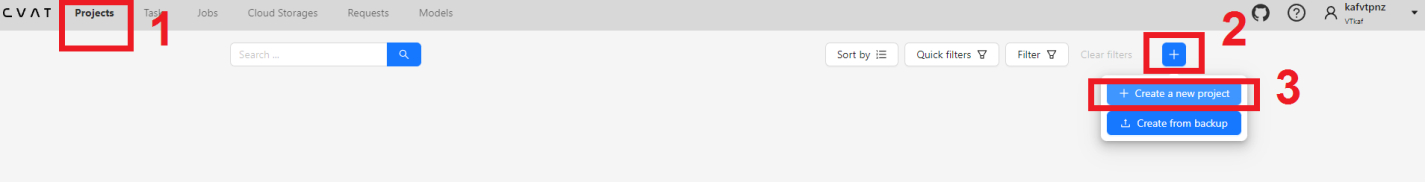 CVAT Projects 1 Tas Jobs Cloud Storages Requests Models 2 kafvtpnz
VTkaf
Search ... Sort by Quick filters Filter Clear filters +
+ Create a new project 3
Create from backup